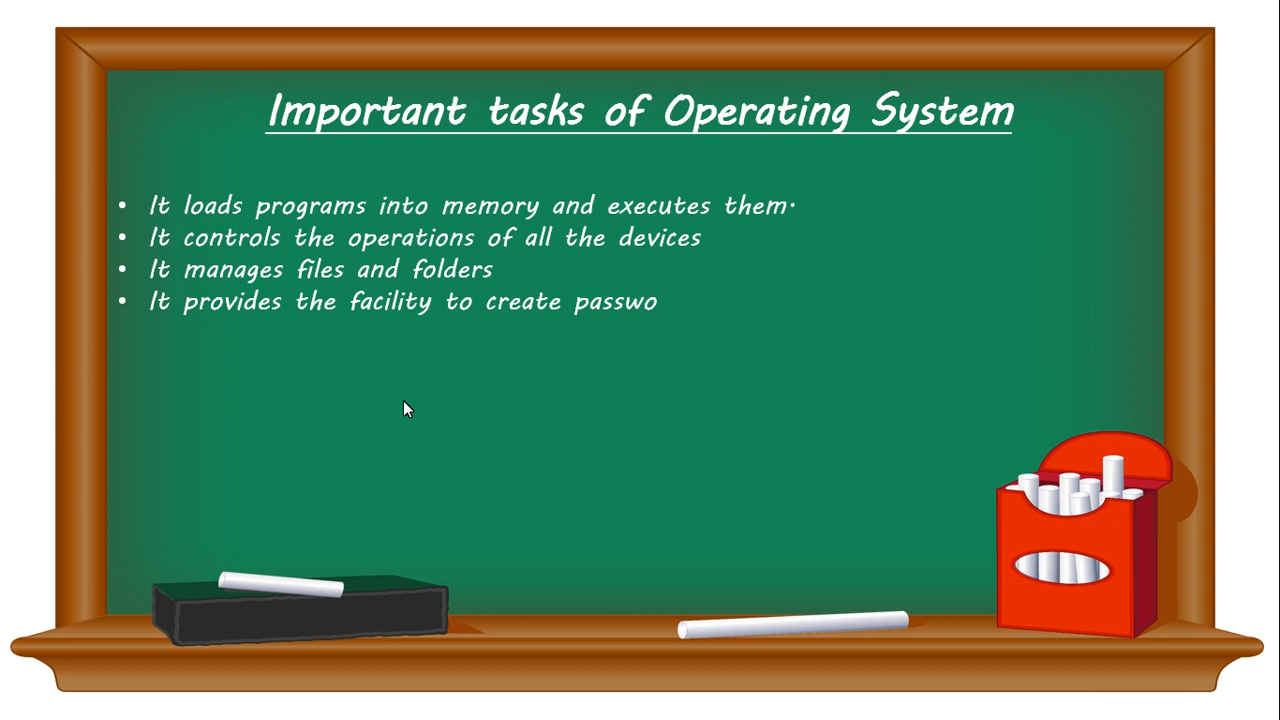 Important tasks of Operating System
• It loads programs into memory and executes them.
• It controls the operations of all the devices
• It manages files and folders
• It provides the facility to create passwo